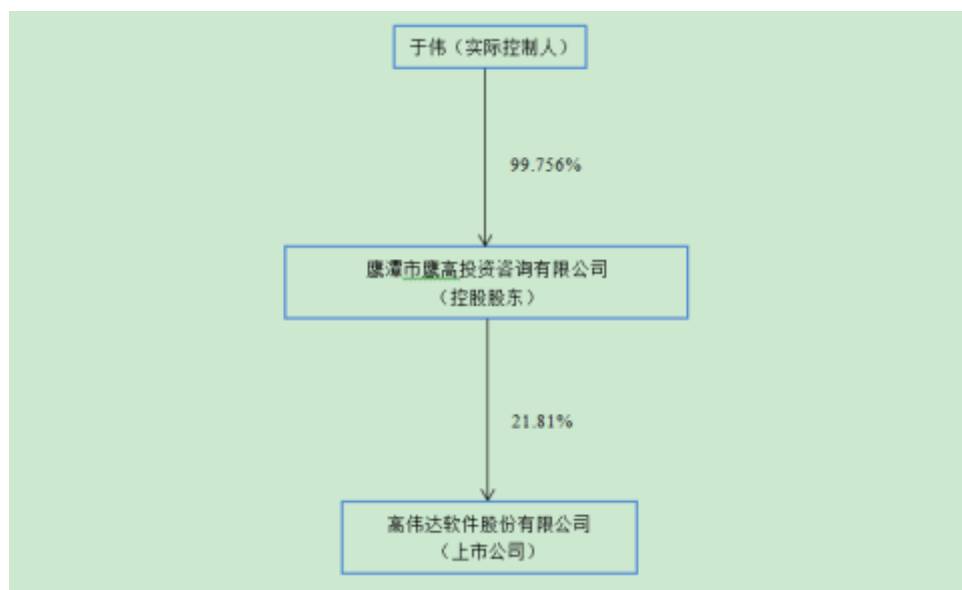 于伟（实际控制人）
99.756%
鹰潭市鹰高投资咨询有限公司
（控股股东）
21.81%
高伟达软件股份有限公司
（上市公司）